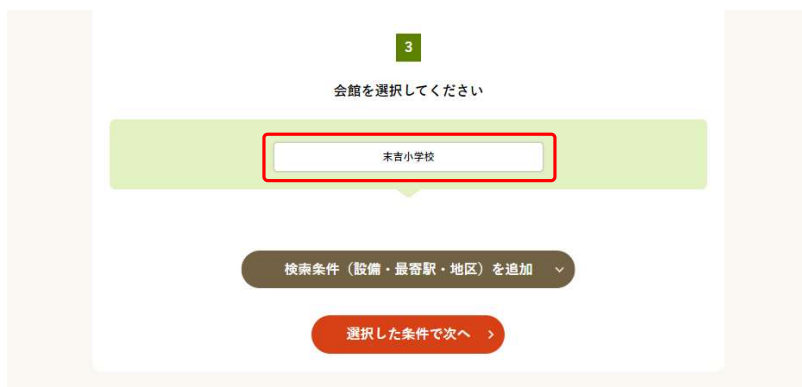 3
会館を選択してください
末吉小学校
検索条件（設備・最寄駅・地区）を追加
選択した条件で次へ